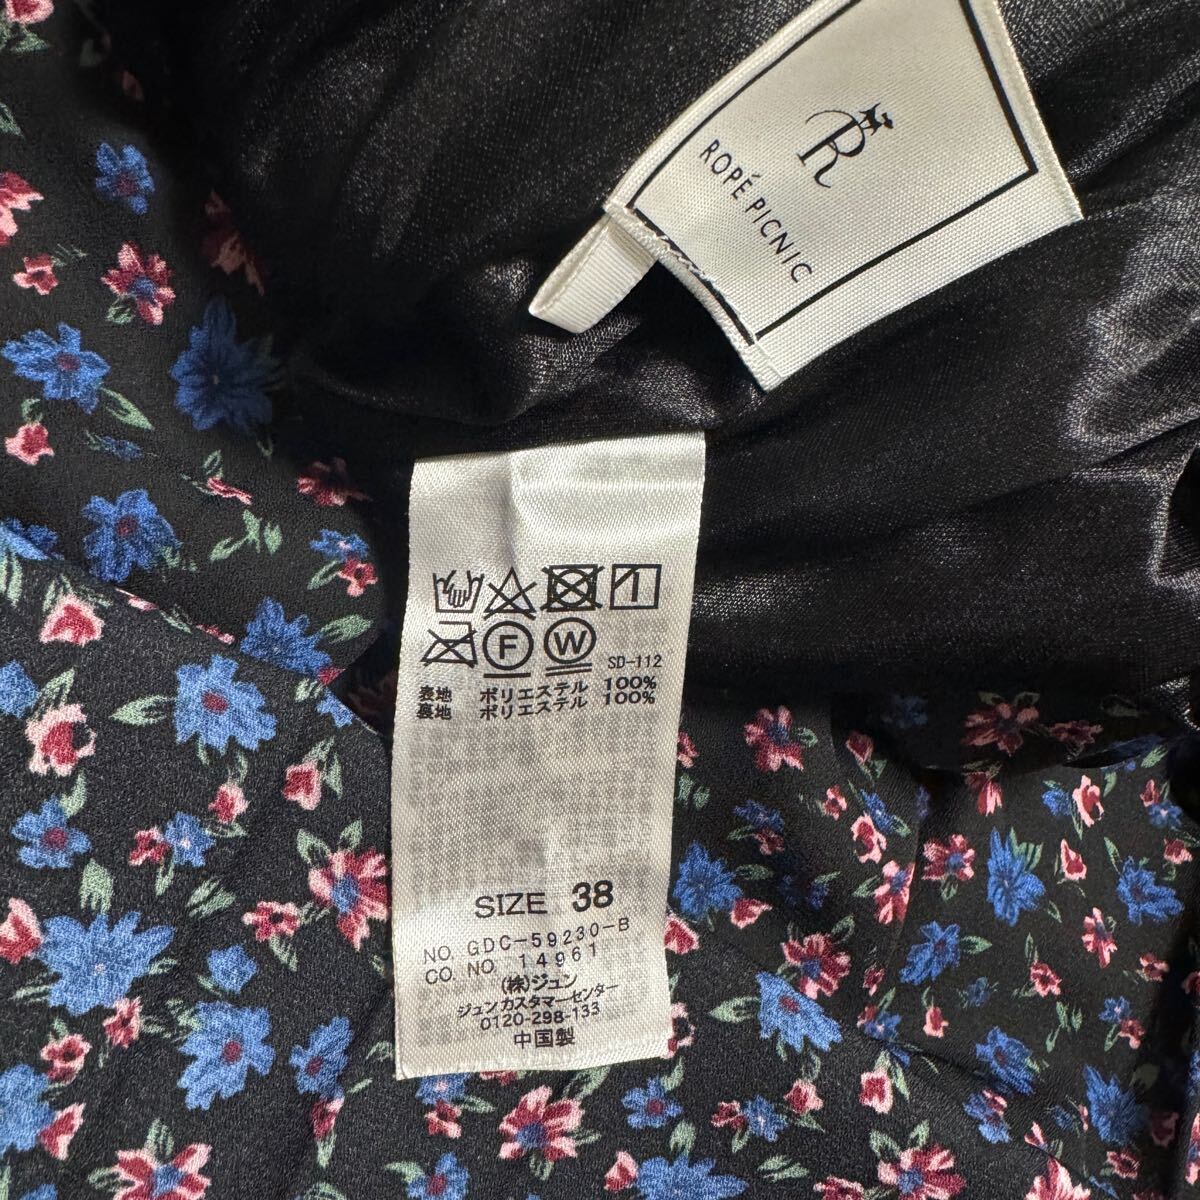 R
ROPÉ PICNIC
F W SD-112
表地 ポリエステル 100%
裏地 ポリエステル 100%
SIZE 38
NO. GDC-59230-B
CO. NO. 14961
(株)ジュン
ジュンカスタマーセンター
0120-298-133
中国製